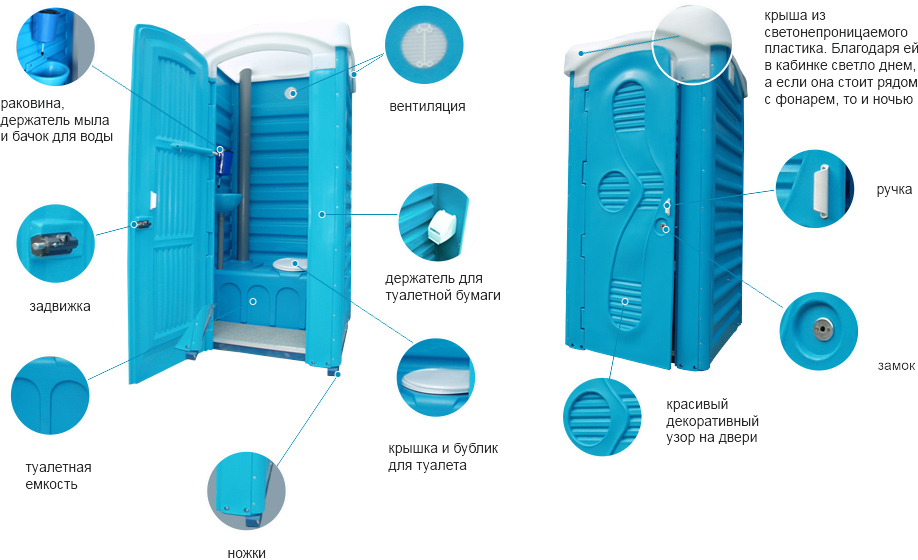 раковина,
держатель мыла
и бачок для воды
вентиляция
задвижка
держатель для
туалетной бумаги
туалетная
емкость
крышка и бублик
для туалета
ножки
крыша из
светонепроницаемого
пластика. Благодаря ей
в кабинке светло днем,
а если она стоит рядом
с фонарем, то и ночью
ручка
замок
красивый
декоративный
узор на двери